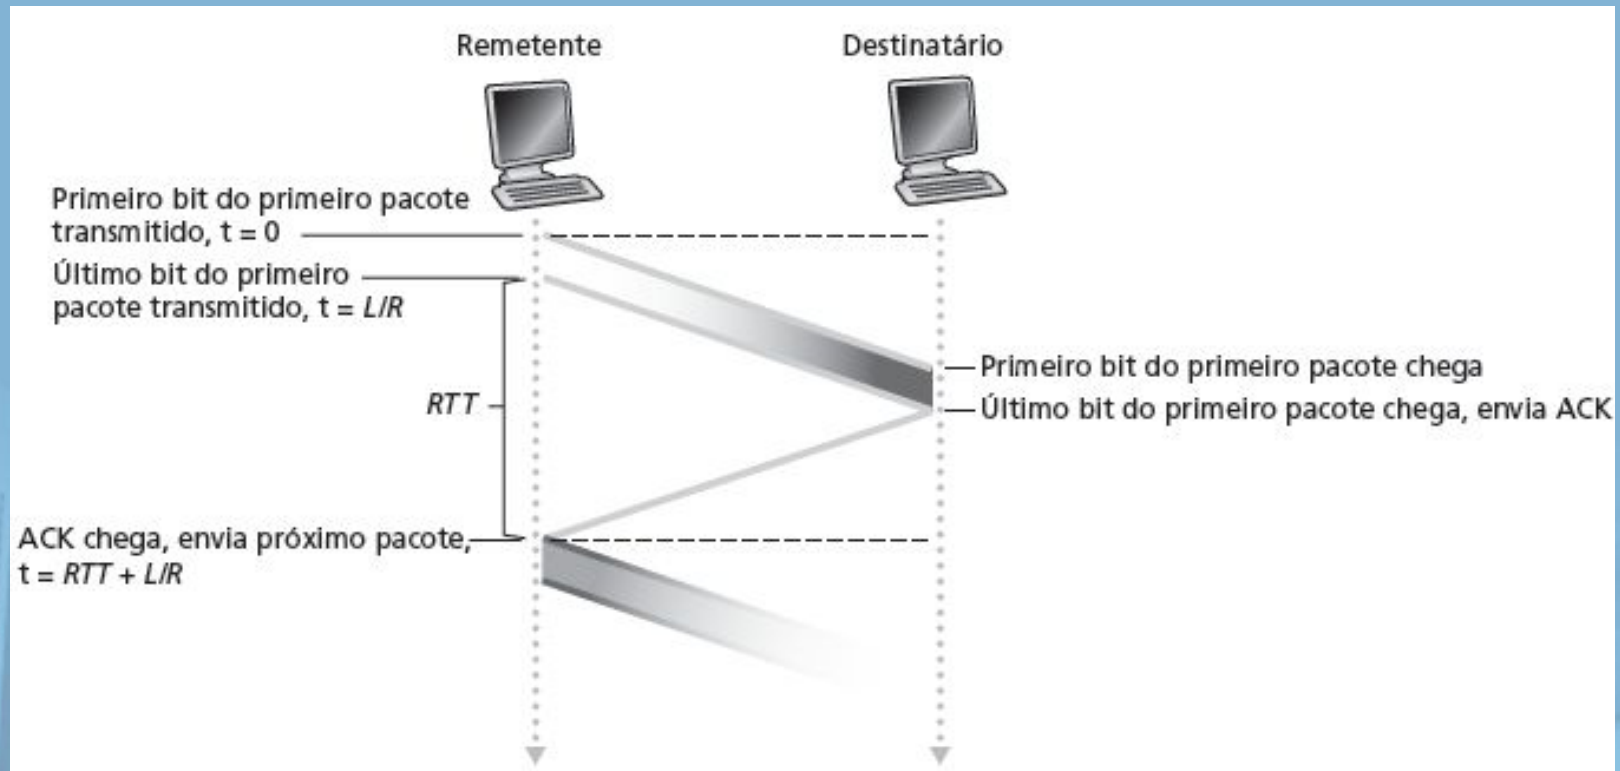 Remetente
Destinatário
Primeiro bit do primeiro pacote
transmitido, t = 0
Último bit do primeiro
pacote transmitido, t = L/R
Primeiro bit do primeiro pacote chega
RTT
Último bit do primeiro pacote chega, envia ACK
ACK chega, envia próximo pacote,
t = RTT + L/R